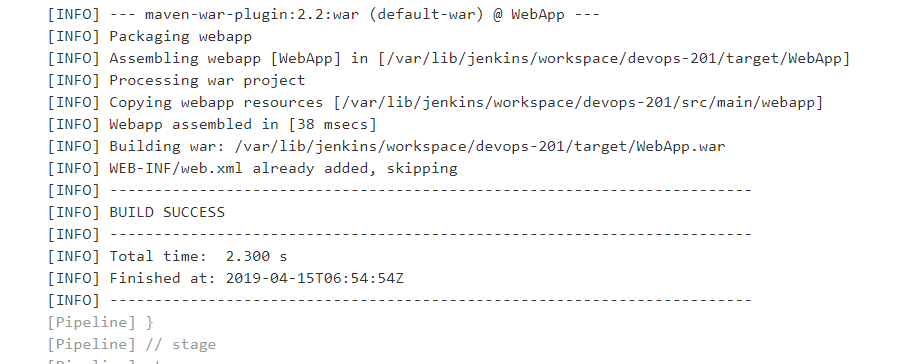 [INFO] --- maven-war-plugin:2.2:war (default-war) @ WebApp ---
[INFO] Packaging webapp
[INFO] Assembling webapp [WebApp] in [/var/lib/jenkins/workspace/devops-201/target/WebApp]
[INFO] Processing war project
[INFO] Copying webapp resources [/var/lib/jenkins/workspace/devops-201/src/main/webapp]
[INFO] Webapp assembled in [38 msecs]
[INFO] Building war: /var/lib/jenkins/workspace/devops-201/target/WebApp.war
[INFO] WEB-INF/web.xml already added, skipping
[INFO] ------------------------------------------------------------------------
[INFO] BUILD SUCCESS
[INFO] ------------------------------------------------------------------------
[INFO] Total time:  2.300 s
[INFO] Finished at: 2019-04-15T06:54:54Z
[INFO] ------------------------------------------------------------------------
[Pipeline] }
[Pipeline] // stage